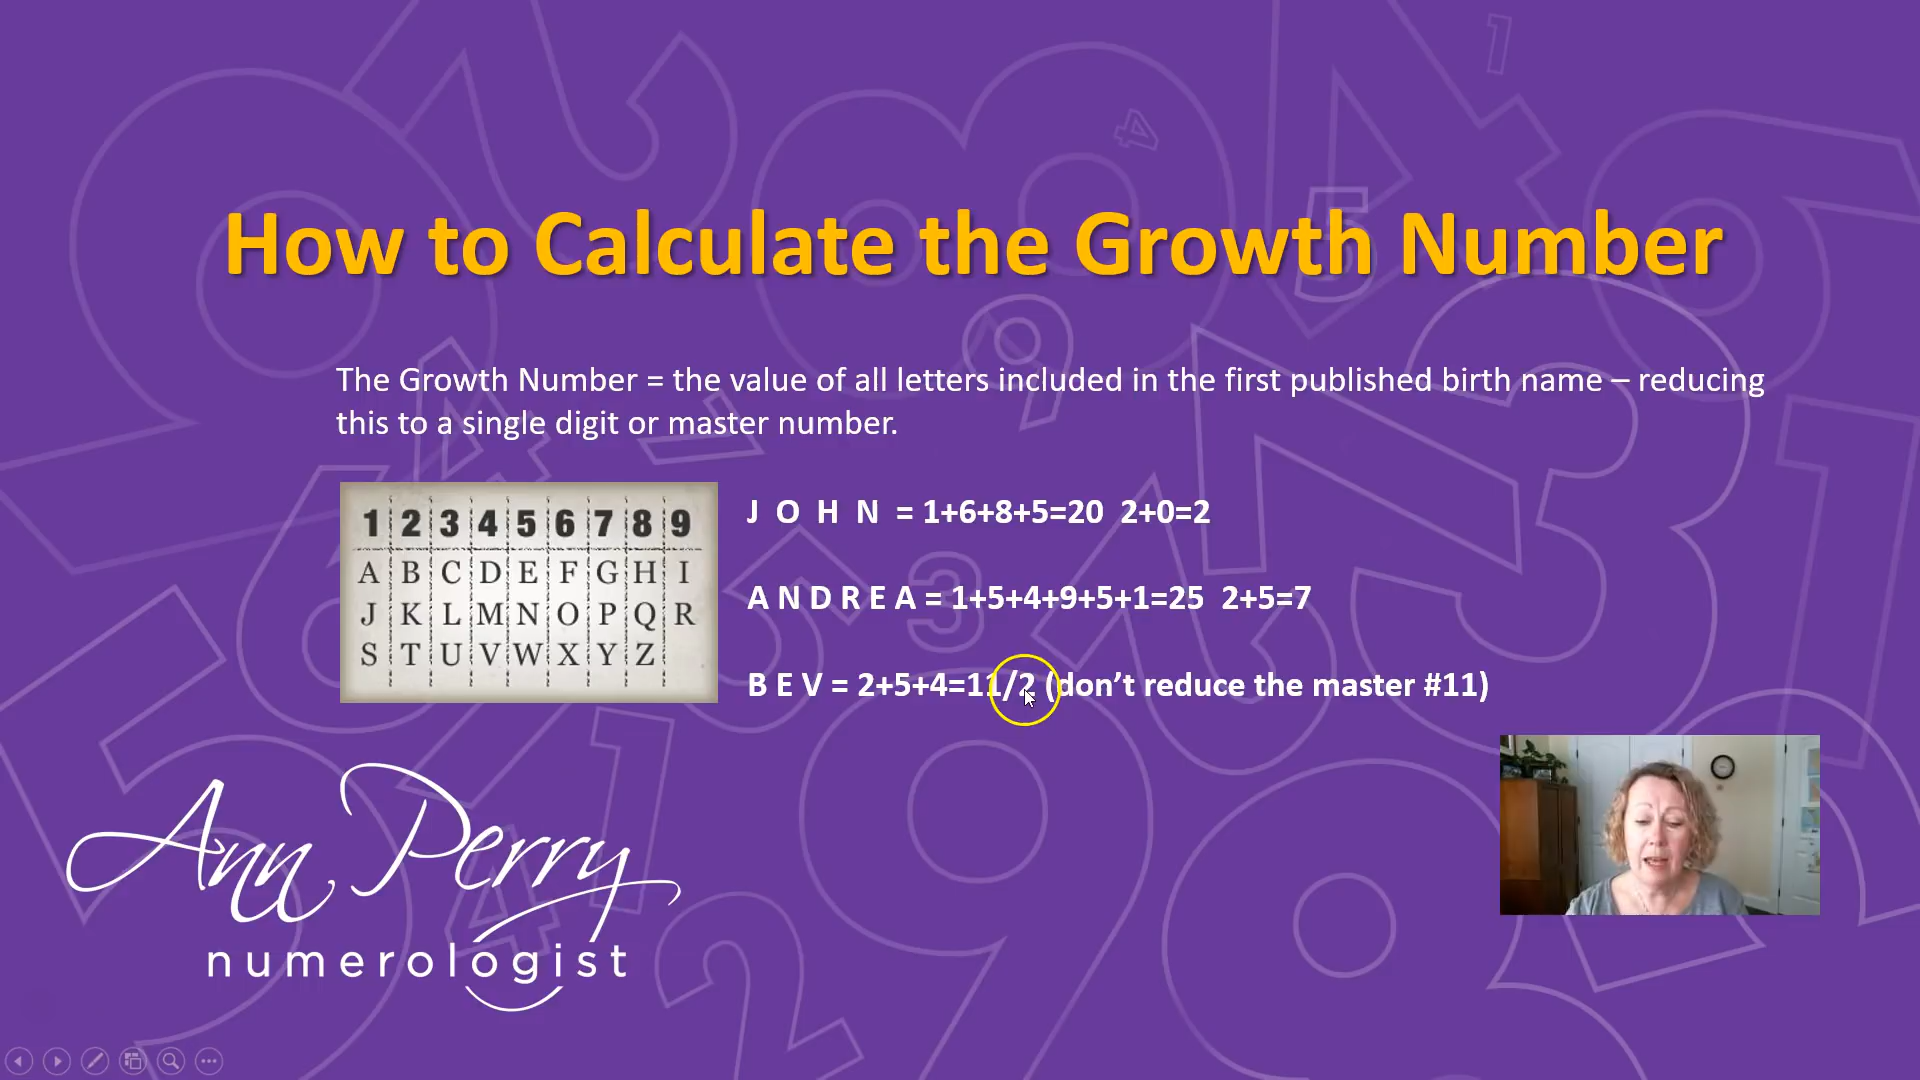 How to Calculate the Growth Number
The Growth Number = the value of all letters included in the first published birth name – reducing
this to a single digit or master number.
1 2 3 4 5 6 7 8 9
A B C D E F G H I
J K L M N O P Q R
S T U V W X Y Z
J O H N = 1+6+8+5=20 2+0=2
A N D R E A = 1+5+4+9+5+1=25 2+5=7
B E V = 2+5+4=11/2 (don't reduce the master #11)
Ann Perry
numerologist